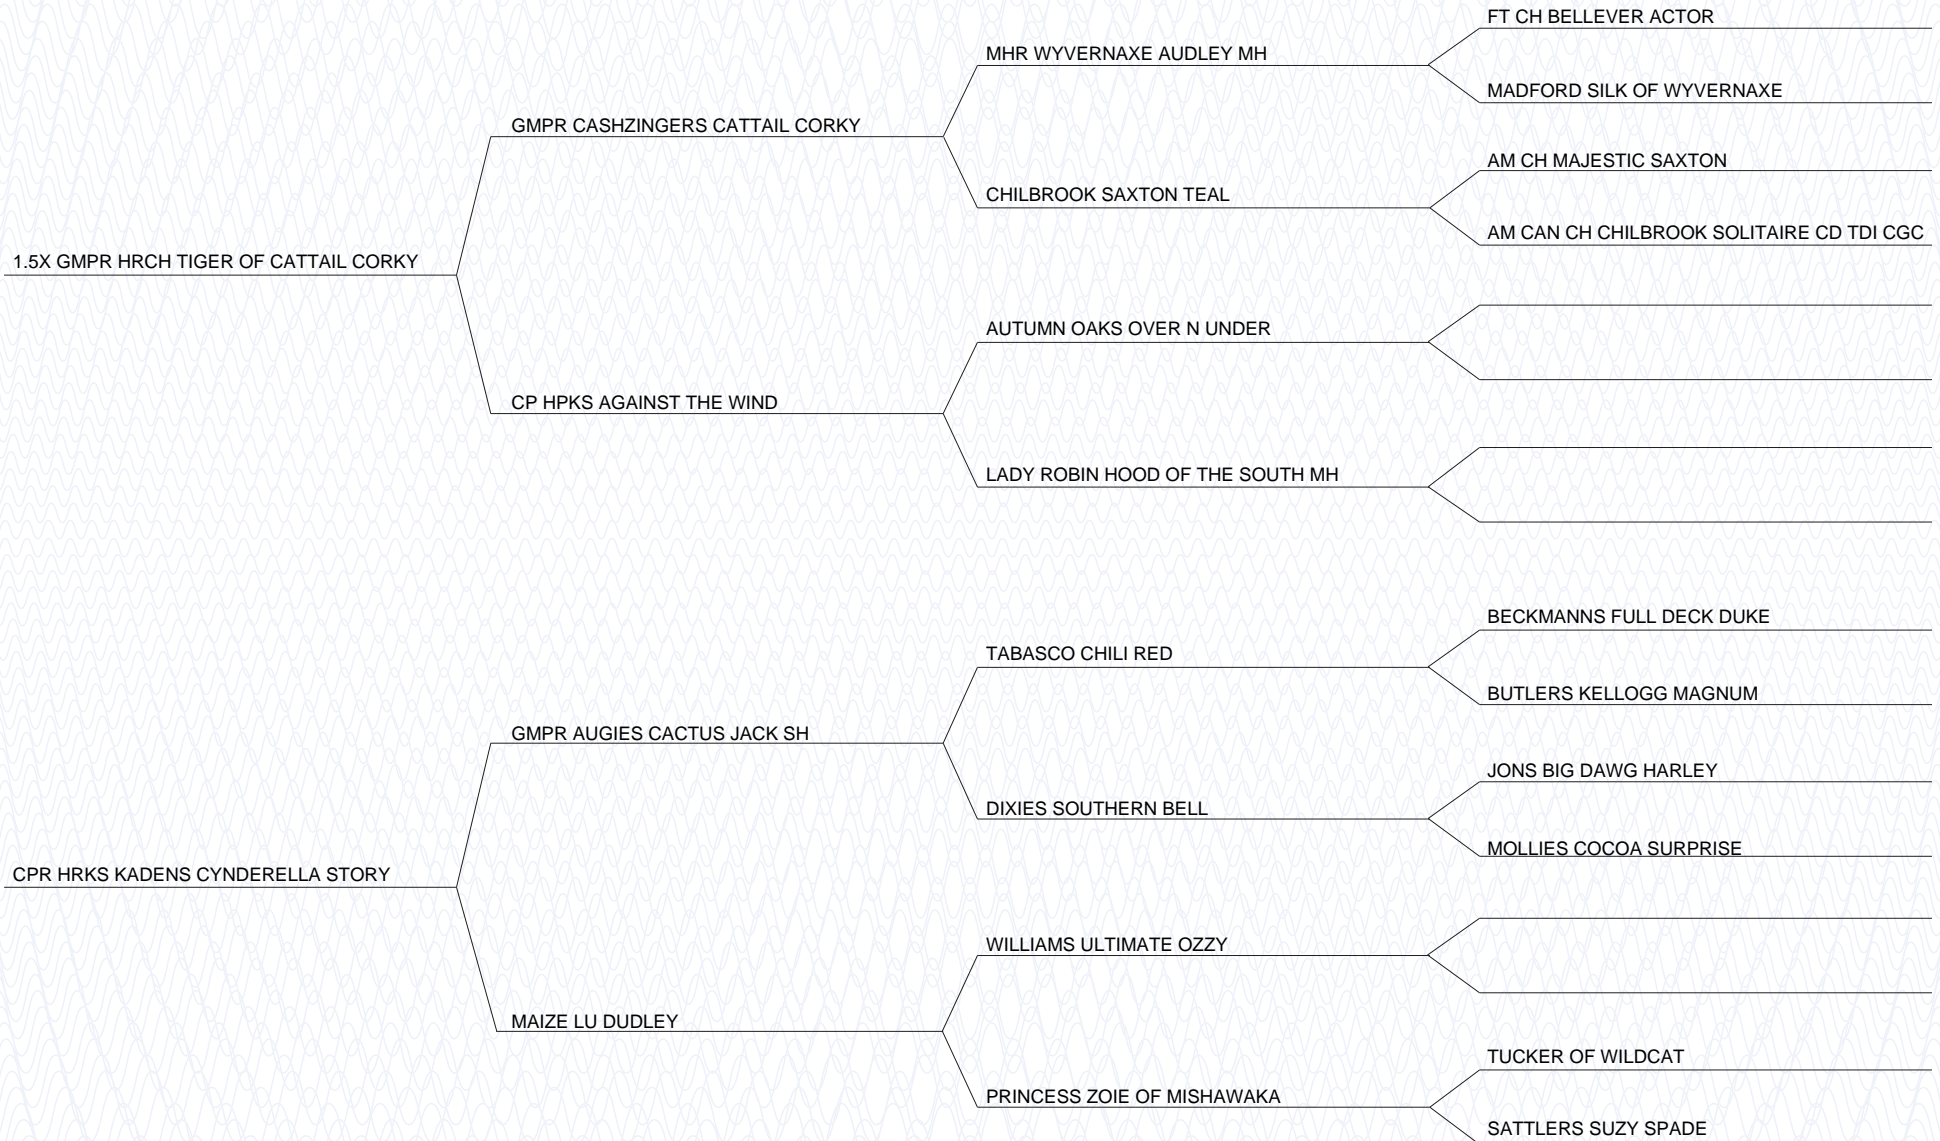 FT CH BELLEVER ACTOR
MHR WYVERNAXE AUDLEY MH
MADFORD SILK OF WYVERNAXE
GMPR CASHZINGERS CATTAIL CORKY
AM CH MAJESTIC SAXTON
CHILBROOK SAXTON TEAL
AM CAN CH CHILBROOK SOLITAIRE CD TDI CGC
1.5X GMPR HRCH TIGER OF CATTAIL CORKY
AUTUMN OAKS OVER N UNDER
CP HPKS AGAINST THE WIND
LADY ROBIN HOOD OF THE SOUTH MH
BECKMANNS FULL DECK DUKE
TABASCO CHILI RED
BUTLERS KELLOGG MAGNUM
GMPR AUGIES CACTUS JACK SH
JONS BIG DAWG HARLEY
DIXIES SOUTHERN BELL
MOLLIES COCOA SURPRISE
CPR HRKS KADENS CYNDERELLA STORY
WILLIAMS ULTIMATE OZZY
MAIZE LU DUDLEY
TUCKER OF WILDCAT
PRINCESS ZOIE OF MISHAWAKA
SATTLERS SUZY SPADE